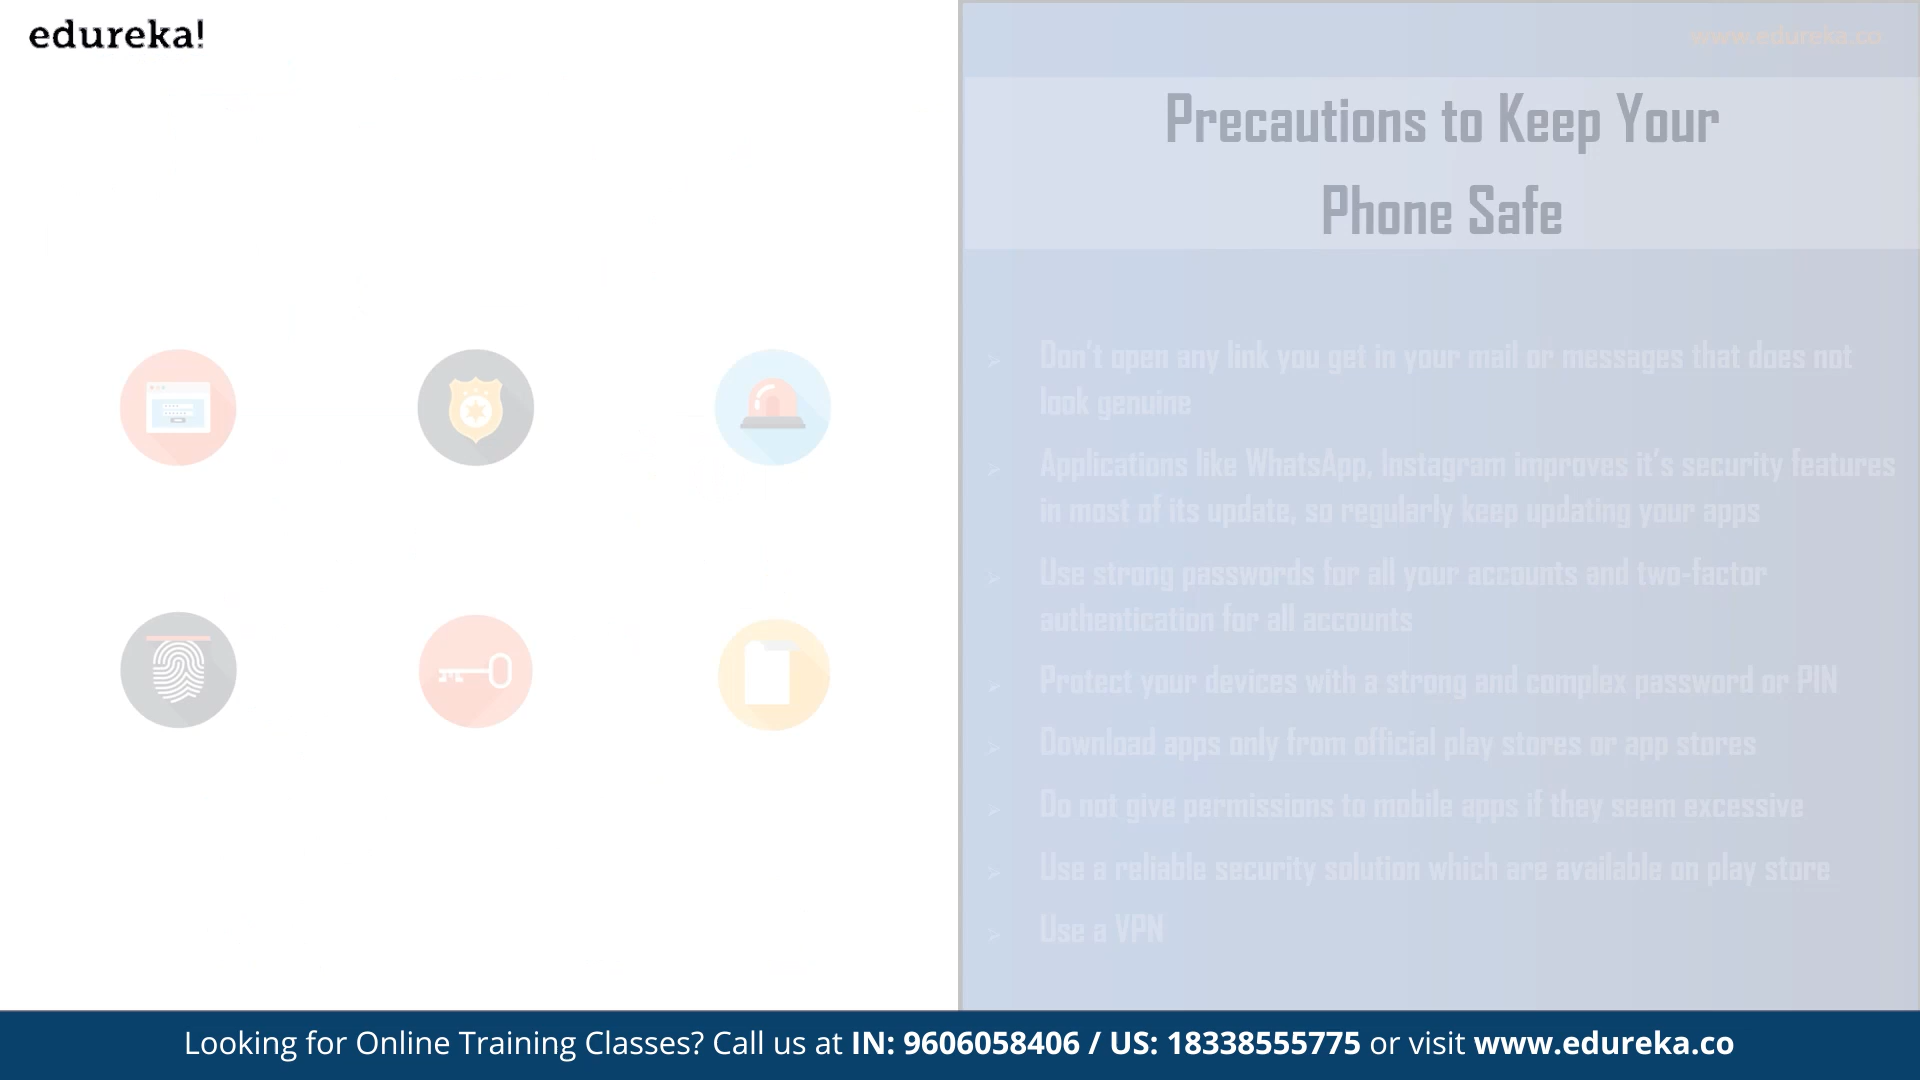 edureka!
www.edureka.co
Precautions to Keep Your
Phone Safe
Don't open any link you get in your mail or messages that does not
look genuine
Applications like WhatsApp, Instagram improves it's security features
in most of its update, so regularly keep updating your apps
Use strong passwords for all your accounts and two-factor
authentication for all accounts
Protect your devices with a strong and complex password or PIN
Download apps only from official play stores or app stores
Do not give permissions to mobile apps if they seem excessive
Use a reliable security solution which are available on play store
Use a VPN
Looking for Online Training Classes? Call us at IN: 9606058406 / US: 18338555775 or visit www.edureka.co